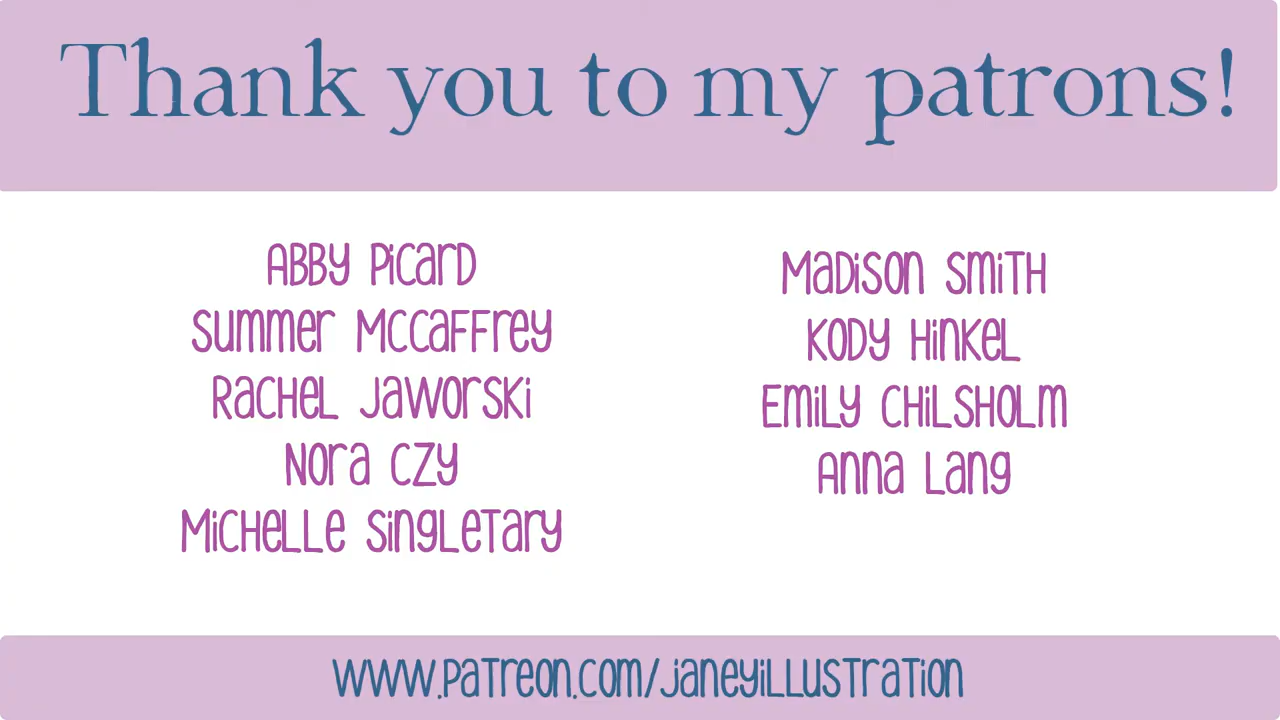 Thank you to my patrons!
Abby Picard
Summer McCaffrey
Rachel Jaworski
Nora Czy
Michelle Singletary
Madison Smith
Kody Hinkel
Emily Chilsholm
Anna Lang
www.patreon.com/janeyillustration